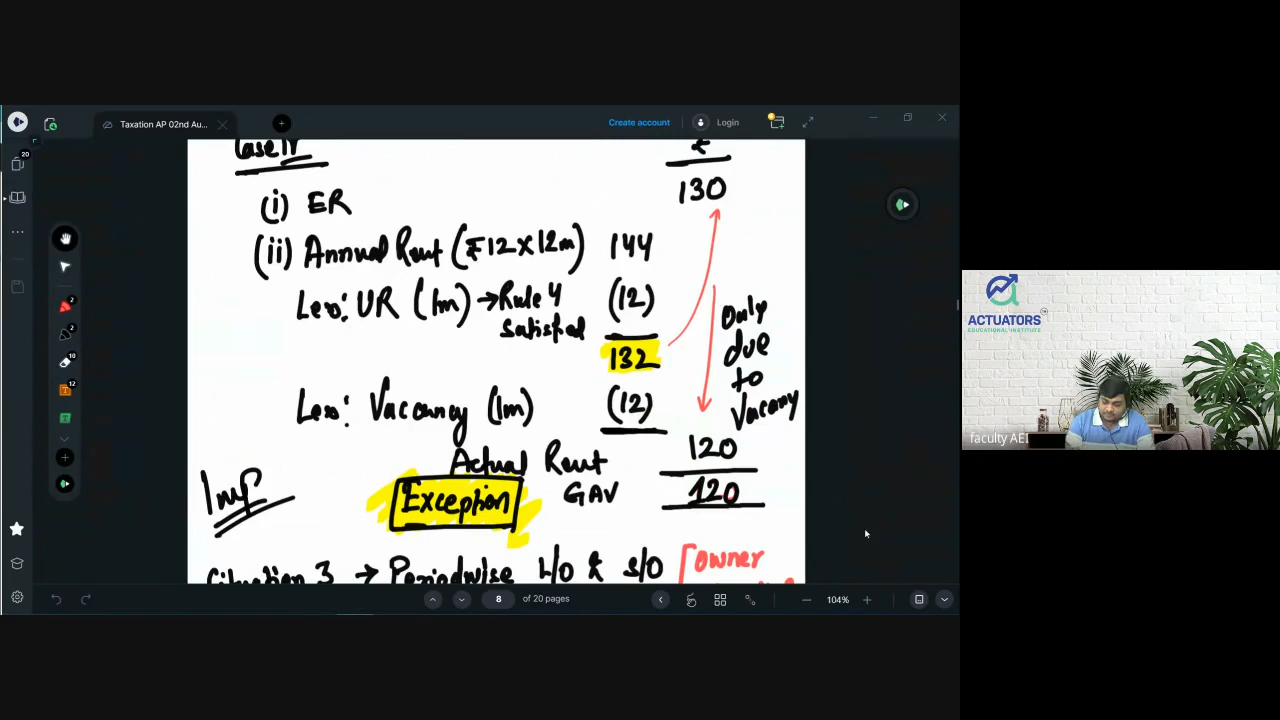 Taxation AP 02nd Au...
Create account
Login
20
Case IV
₹
(i) ER 130
(ii) Annual Rent (₹12×12m) 144
Less: UR (1m) → Rule 4 satisfied (12)
132
Less: Vacancy (1m) (12)
Only due to Vacancy
Actual Rent 120
Imp
Exception
GAV 120
Situation 3 → Periodwise L/O & S/O [owner
8 of 20 pages
104%
ACTUATORS
EDUCATIONAL INSTITUTE
faculty AEI